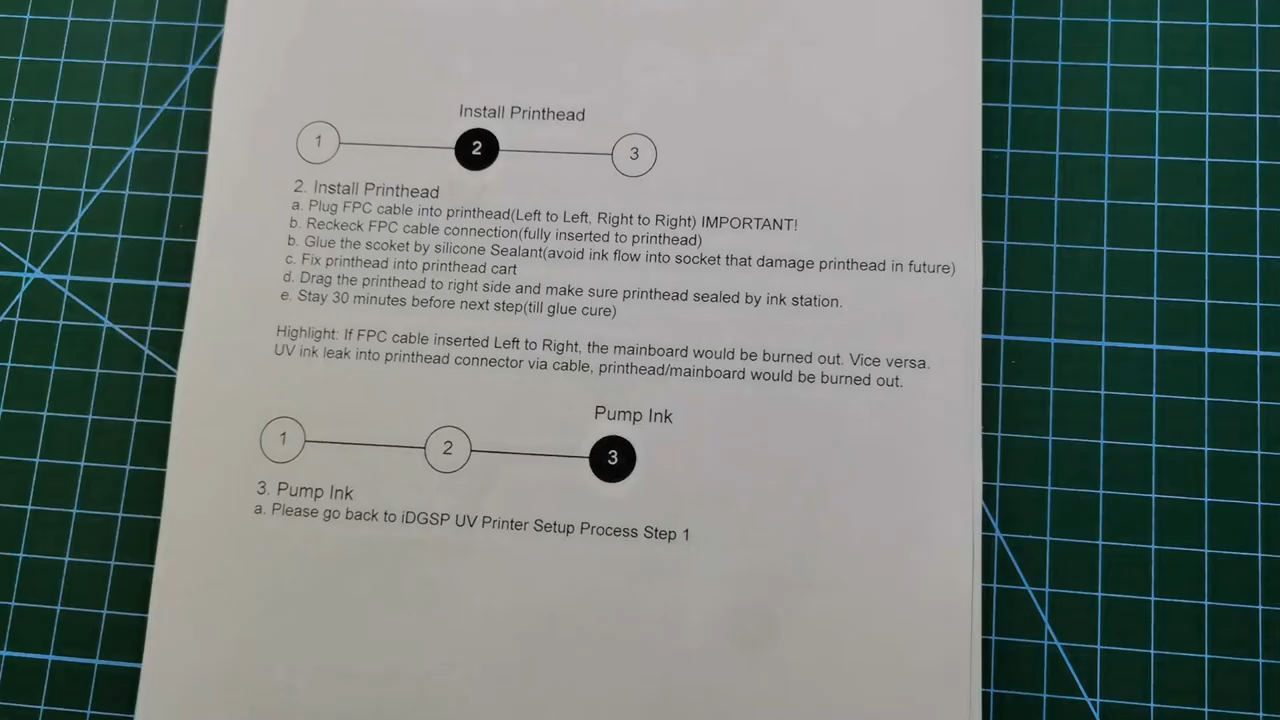 Install Printhead
1 2 3
2. Install Printhead
a. Plug FPC cable into printhead(Left to Left, Right to Right) IMPORTANT!
b. Reckeck FPC cable connection(fully inserted to printhead)
b. Glue the scoket by silicone Sealant(avoid ink flow into socket that damage printhead in future)
c. Fix printhead into printhead cart
d. Drag the printhead to right side and make sure printhead sealed by ink station.
e. Stay 30 minutes before next step(till glue cure)
Highlight: If FPC cable inserted Left to Right, the mainboard would be burned out. Vice versa.
UV ink leak into printhead connector via cable, printhead/mainboard would be burned out.
Pump Ink
1 2 3
3. Pump Ink
a. Please go back to iDGSP UV Printer Setup Process Step 1